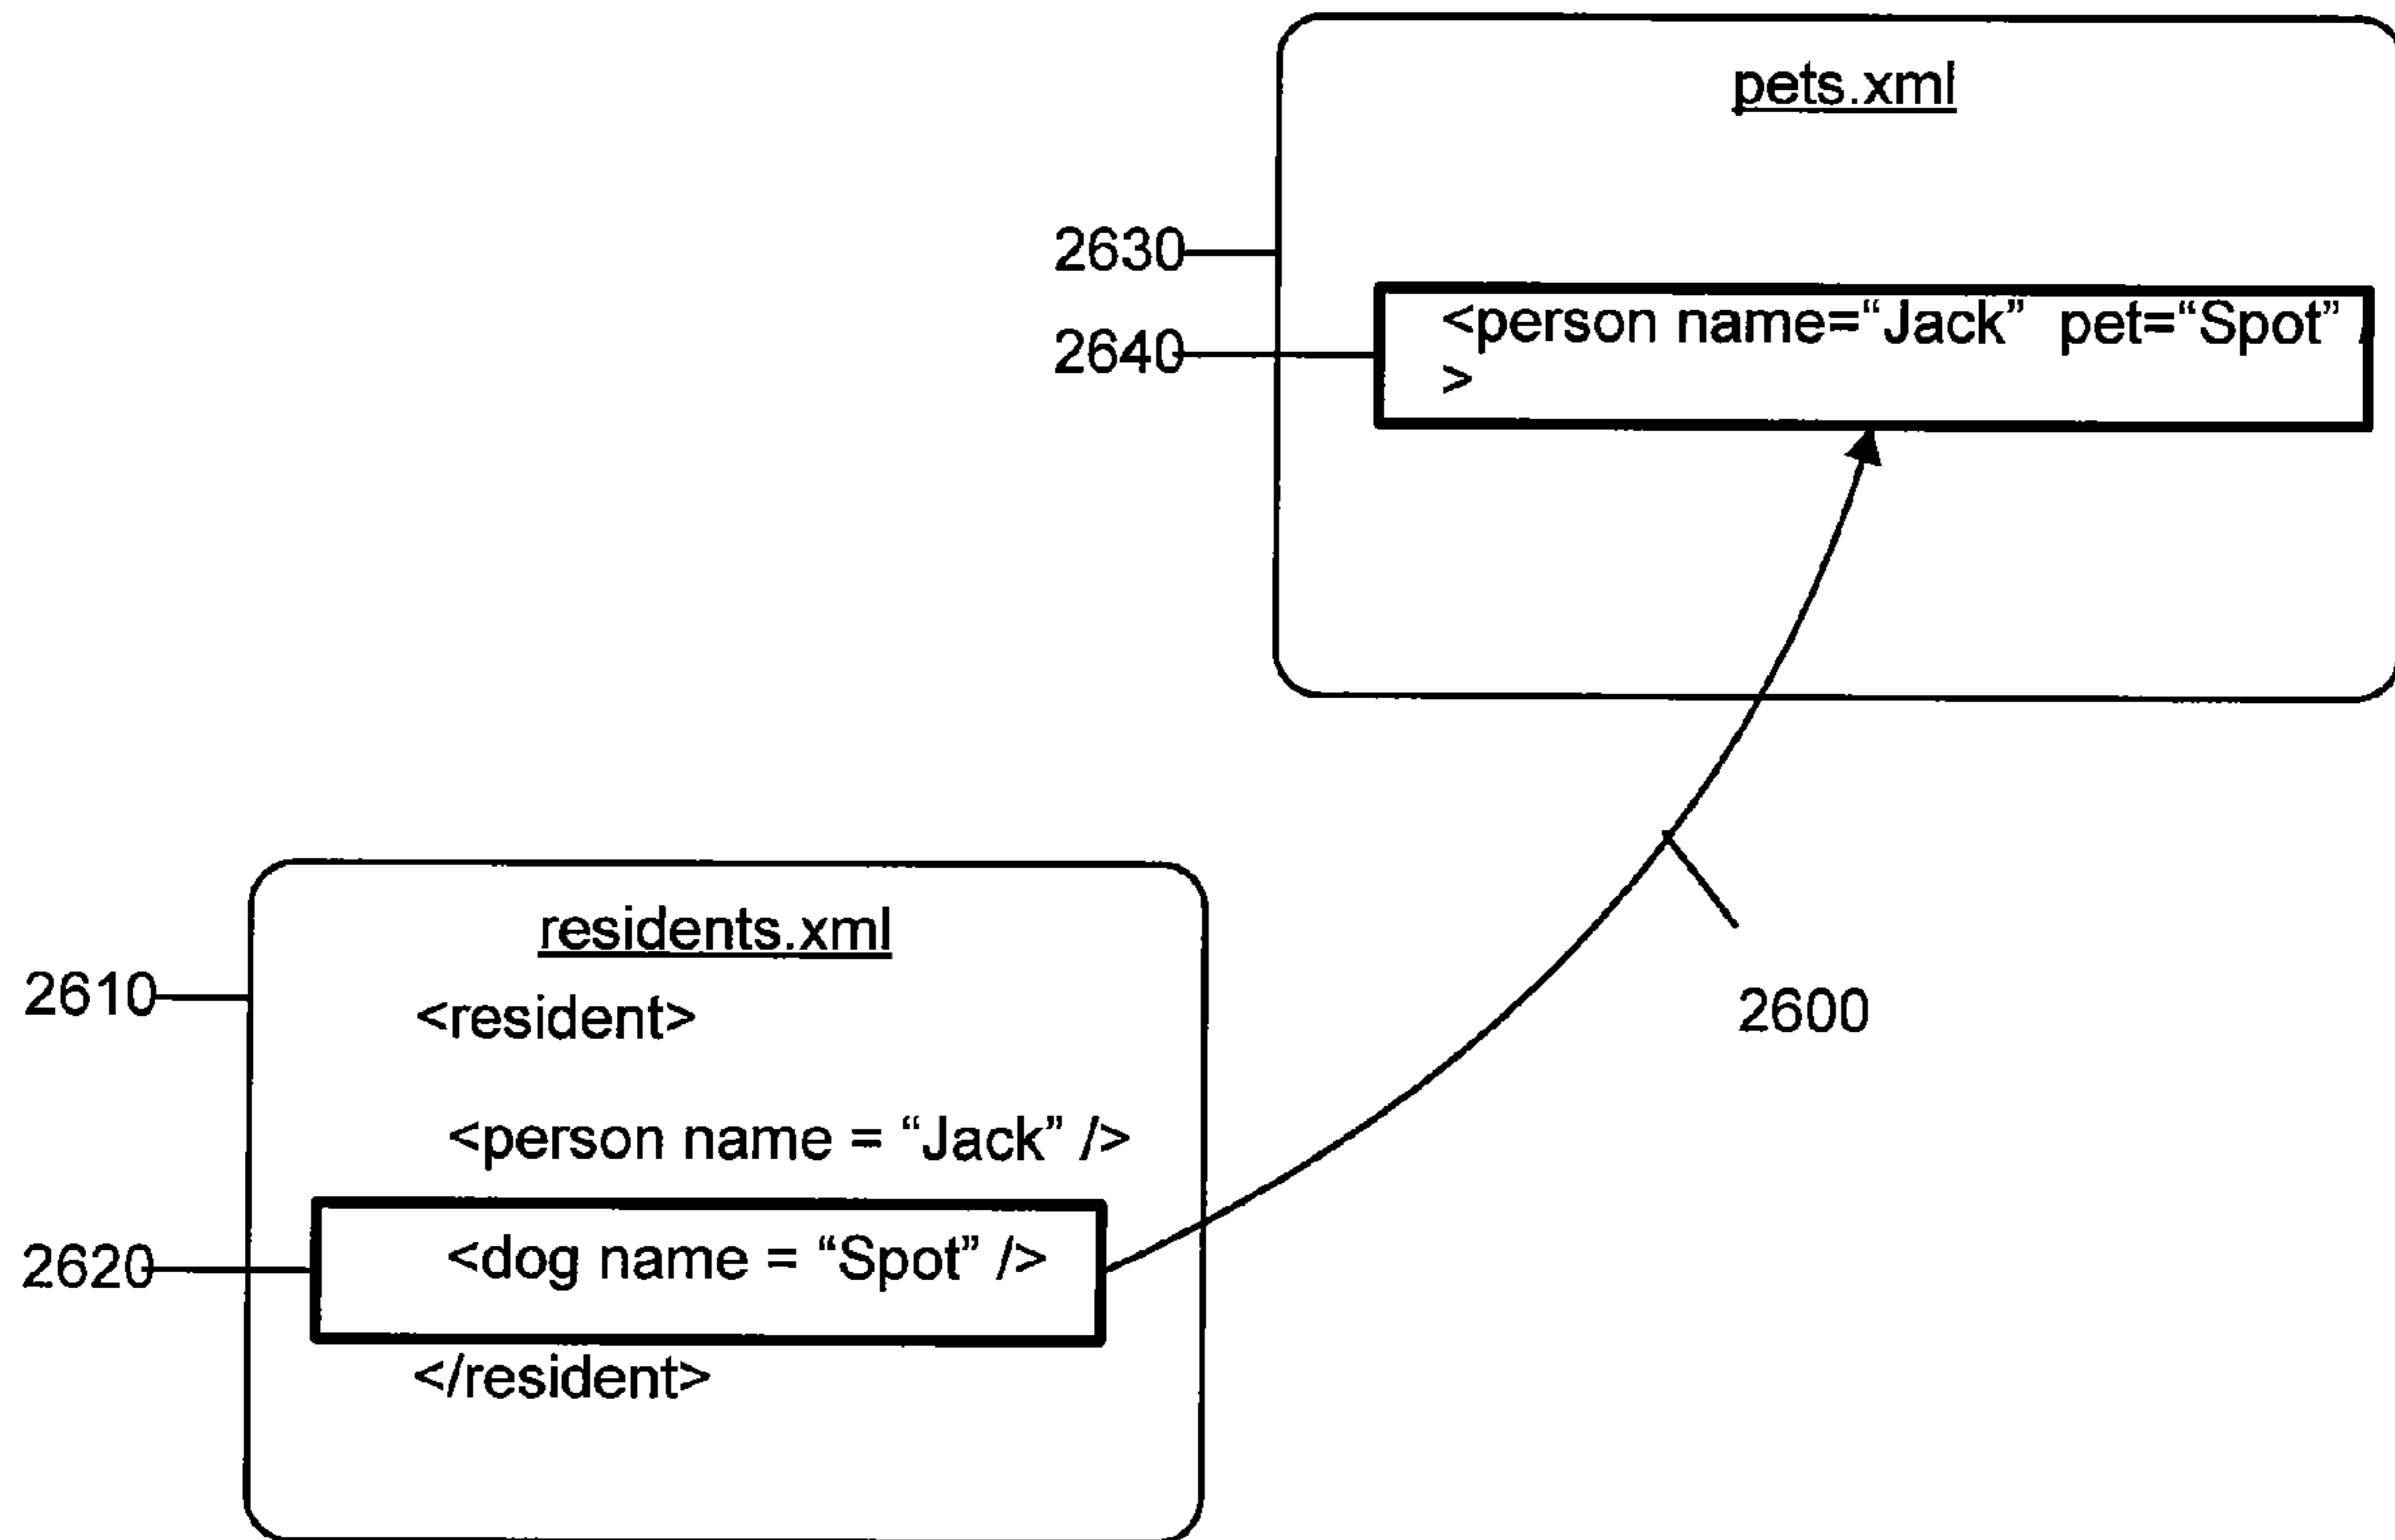 pets.xml
2630
<person name=“Jack” pet=“Spot” /
2640
>
residents.xml
2610
<resident>
2600
<person name = “Jack” />
<dog name = “Spot” />
2620
</resident>